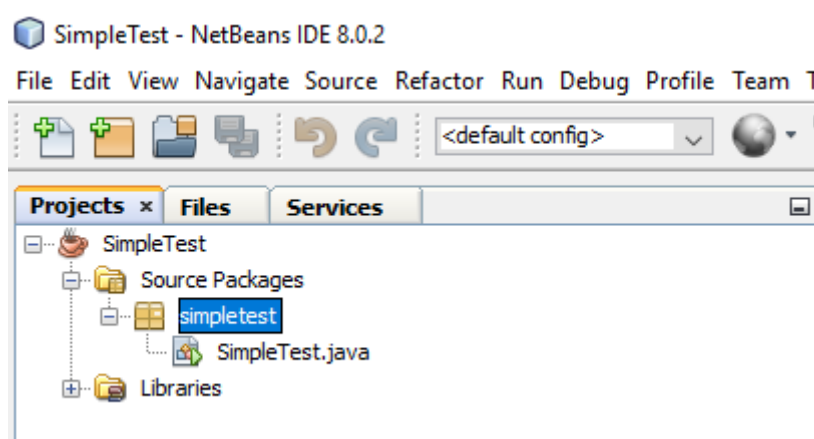 SimpleTest - NetBeans IDE 8.0.2
File Edit View Navigate Source Refactor Run Debug Profile Team
<default config>
Projects × Files Services
SimpleTest
Source Packages
simpletest
SimpleTest.java
Libraries